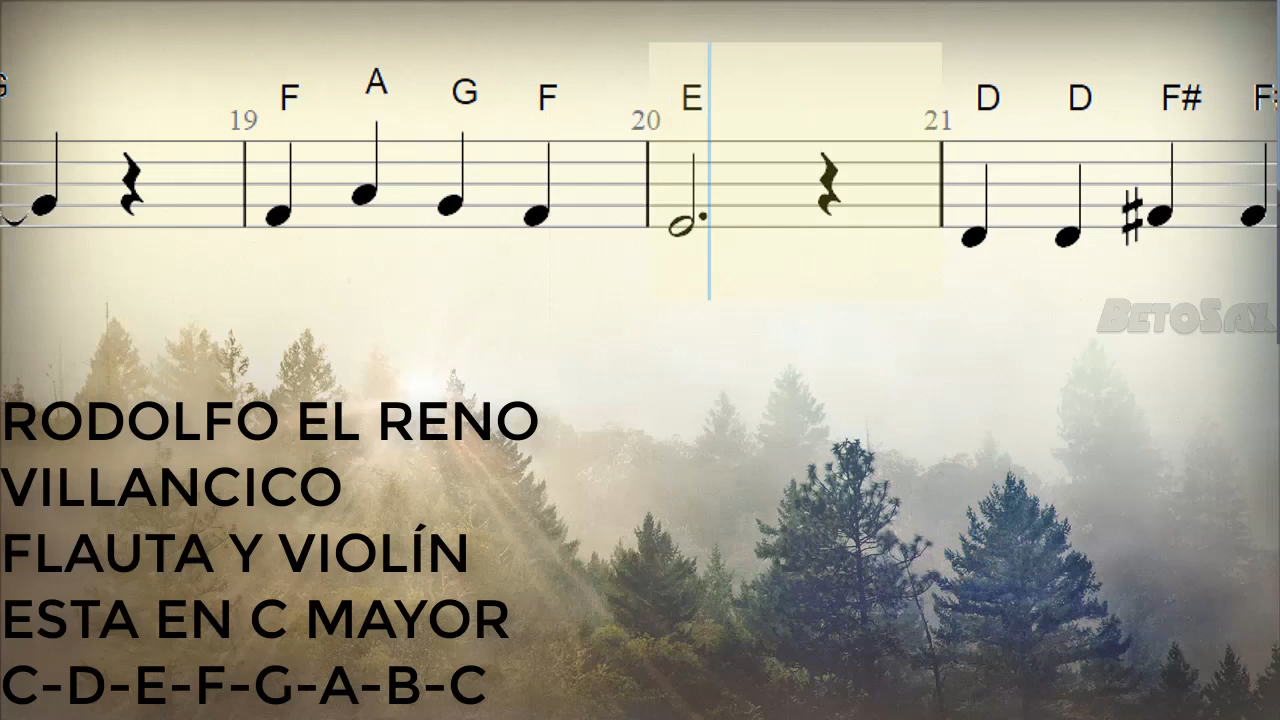 G F A G F E D D F# F#
19 20 21
BetoSax
RODOLFO EL RENO
VILLANCICO
FLAUTA Y VIOLÍN
ESTA EN C MAYOR
C-D-E-F-G-A-B-C